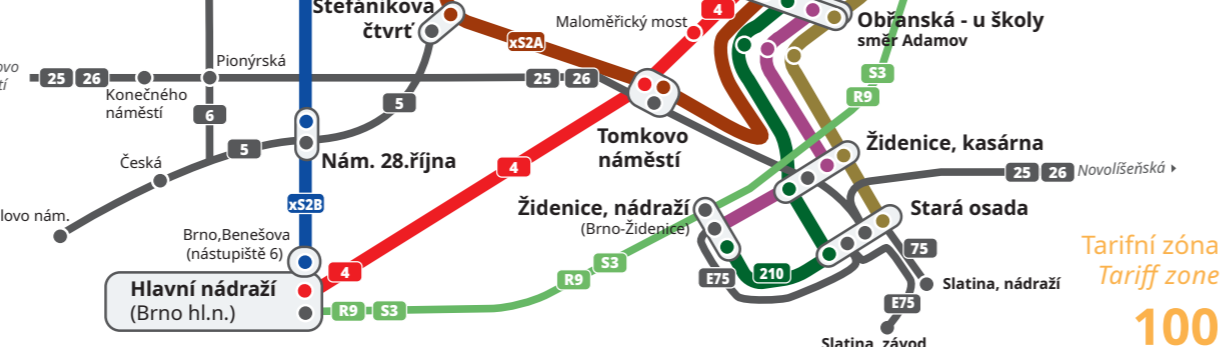 Štefánikova
čtvrť
xS2A
Maloměřický most
4
Obřanská - u školy
směr Adamov
S3
R9
25 26
Konečného
náměstí
Pionýrská
25 26
6
5
5
Česká
Nám. 28.října
Tomkovo
náměstí
4
Židenice, kasárna
25 26 Novolíšeňská
xS2B
Židenice, nádraží
(Brno-Židenice)
Stará osada
Brno,Benešova
(nástupiště 6)
4
Hlavní nádraží
(Brno hl.n.)
R9 S3
R9 S3
E75
210
75
Slatina, nádraží
E75
Slatina, závod
Tarifní zóna
Tariff zone
100